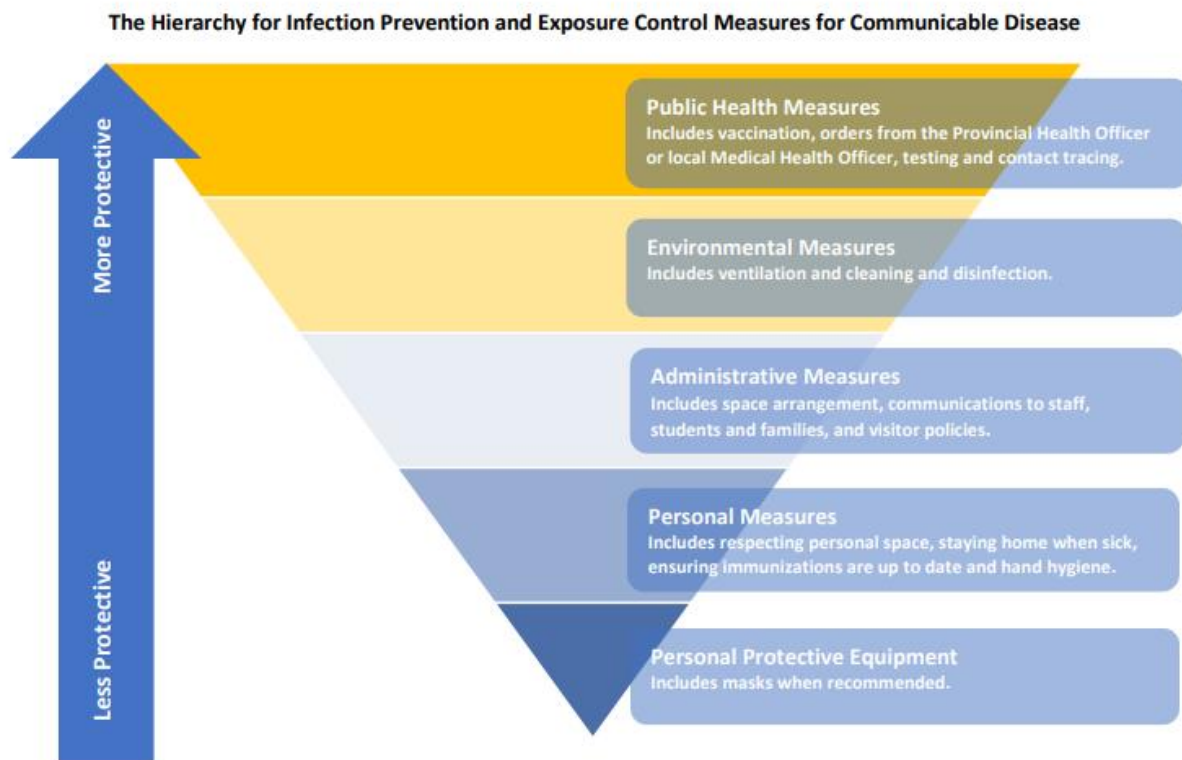 The Hierarchy for Infection Prevention and Exposure Control Measures for Communicable Disease
More Protective
Less Protective
Public Health Measures
Includes vaccination, orders from the Provincial Health Officer
or local Medical Health Officer, testing and contact tracing.
Environmental Measures
Includes ventilation and cleaning and disinfection.
Administrative Measures
Includes space arrangement, communications to staff,
students and families, and visitor policies.
Personal Measures
Includes respecting personal space, staying home when sick,
ensuring immunizations are up to date and hand hygiene.
Personal Protective Equipment
Includes masks when recommended.